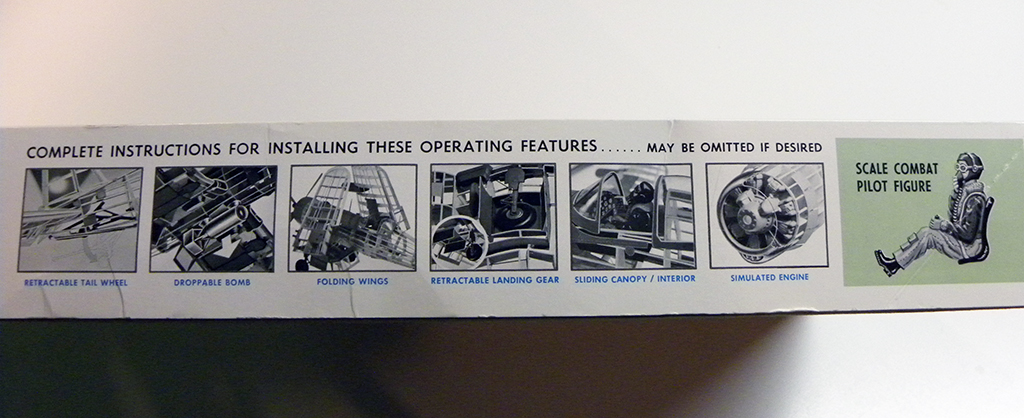 COMPLETE INSTRUCTIONS FOR INSTALLING THESE OPERATING FEATURES...... MAY BE OMITTED IF DESIRED
RETRACTABLE TAIL WHEEL
DROPPABLE BOMB
FOLDING WINGS
RETRACTABLE LANDING GEAR
SLIDING CANOPY / INTERIOR
SIMULATED ENGINE
SCALE COMBAT
PILOT FIGURE